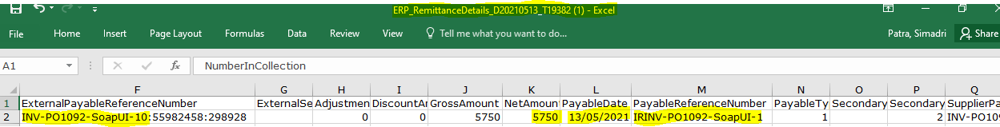 ERP_RemittanceDetails_D20210513_T19382 (1) - Excel
File Home Insert Page Layout Formulas Data Review View Tell me what you want to do... Patra, Simadri Share
A1 fx NumberInCollection
F G H I J K L M N O P Q
1 ExternalPayableReferenceNumber ExternalSe Adjustmen DiscountAr GrossAmount NetAmoun PayableDate PayableReferenceNumber PayableTy Secondary Secondary SupplierPa
2 INV-PO1092-SoapUI-10:55982458:298928 0 0 5750 5750 13/05/2021 IRINV-PO1092-SoapUI-1 1 2 INV-PO10